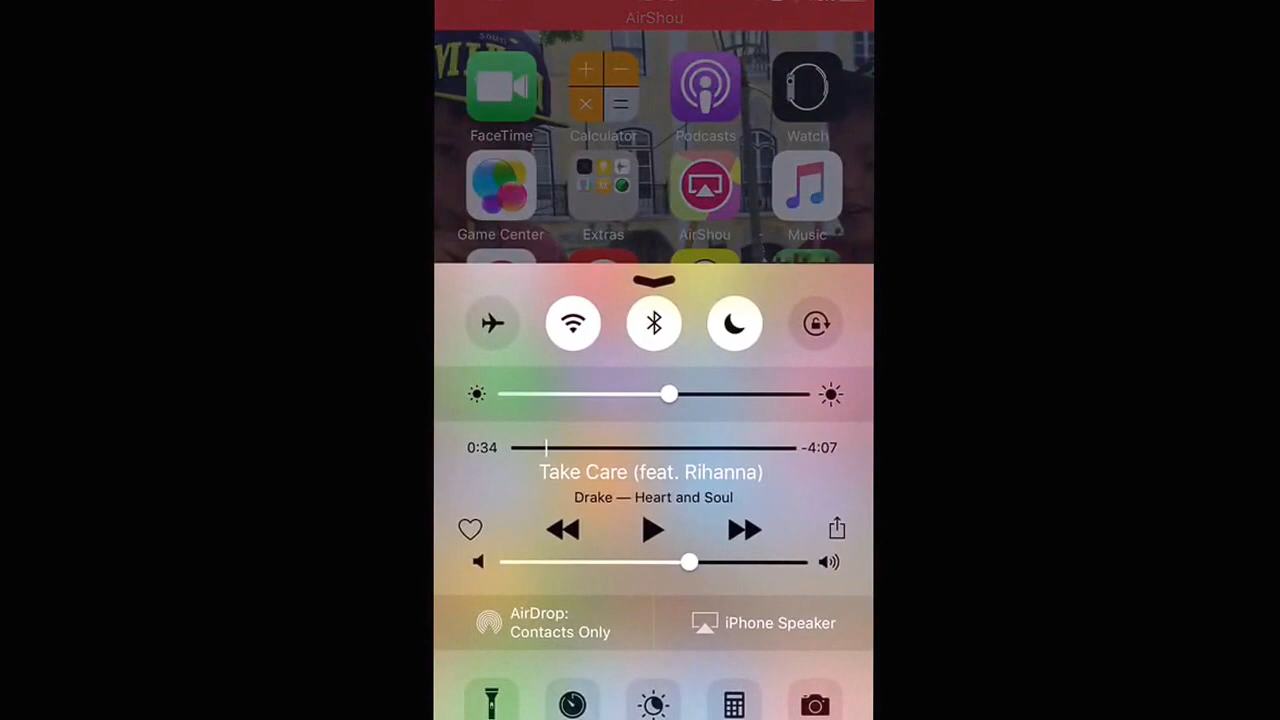 AirShou
FaceTime
Calculator
Podcasts
Watch
Game Center
Extras
AirShou
Music
0:34
-4:07
Take Care (feat. Rihanna)
Drake — Heart and Soul
AirDrop:
Contacts Only
iPhone Speaker